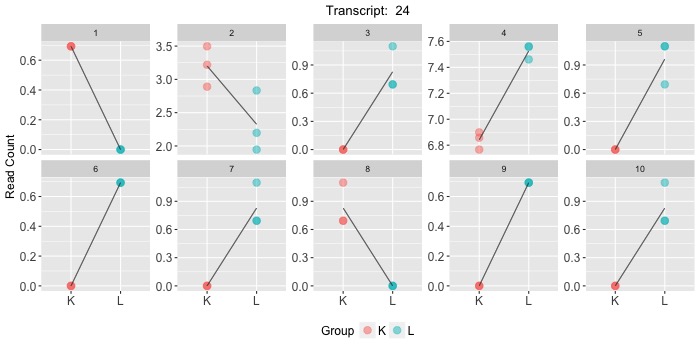 Transcript: 24
1 2 3 4 5
0.6 3.5 0.9 7.6 0.9
0.4 3.0 0.6 7.4 0.6
0.2 2.5 0.3 7.2 0.3
0.0 2.0 0.0 7.0 0.0
6.8
Read Count
6 7 8 9 10
0.6 0.9 0.9 0.6 0.9
0.4 0.6 0.6 0.4 0.6
0.2 0.3 0.3 0.2 0.3
0.0 0.0 0.0 0.0 0.0
K L K L K L K L K L
Group K L